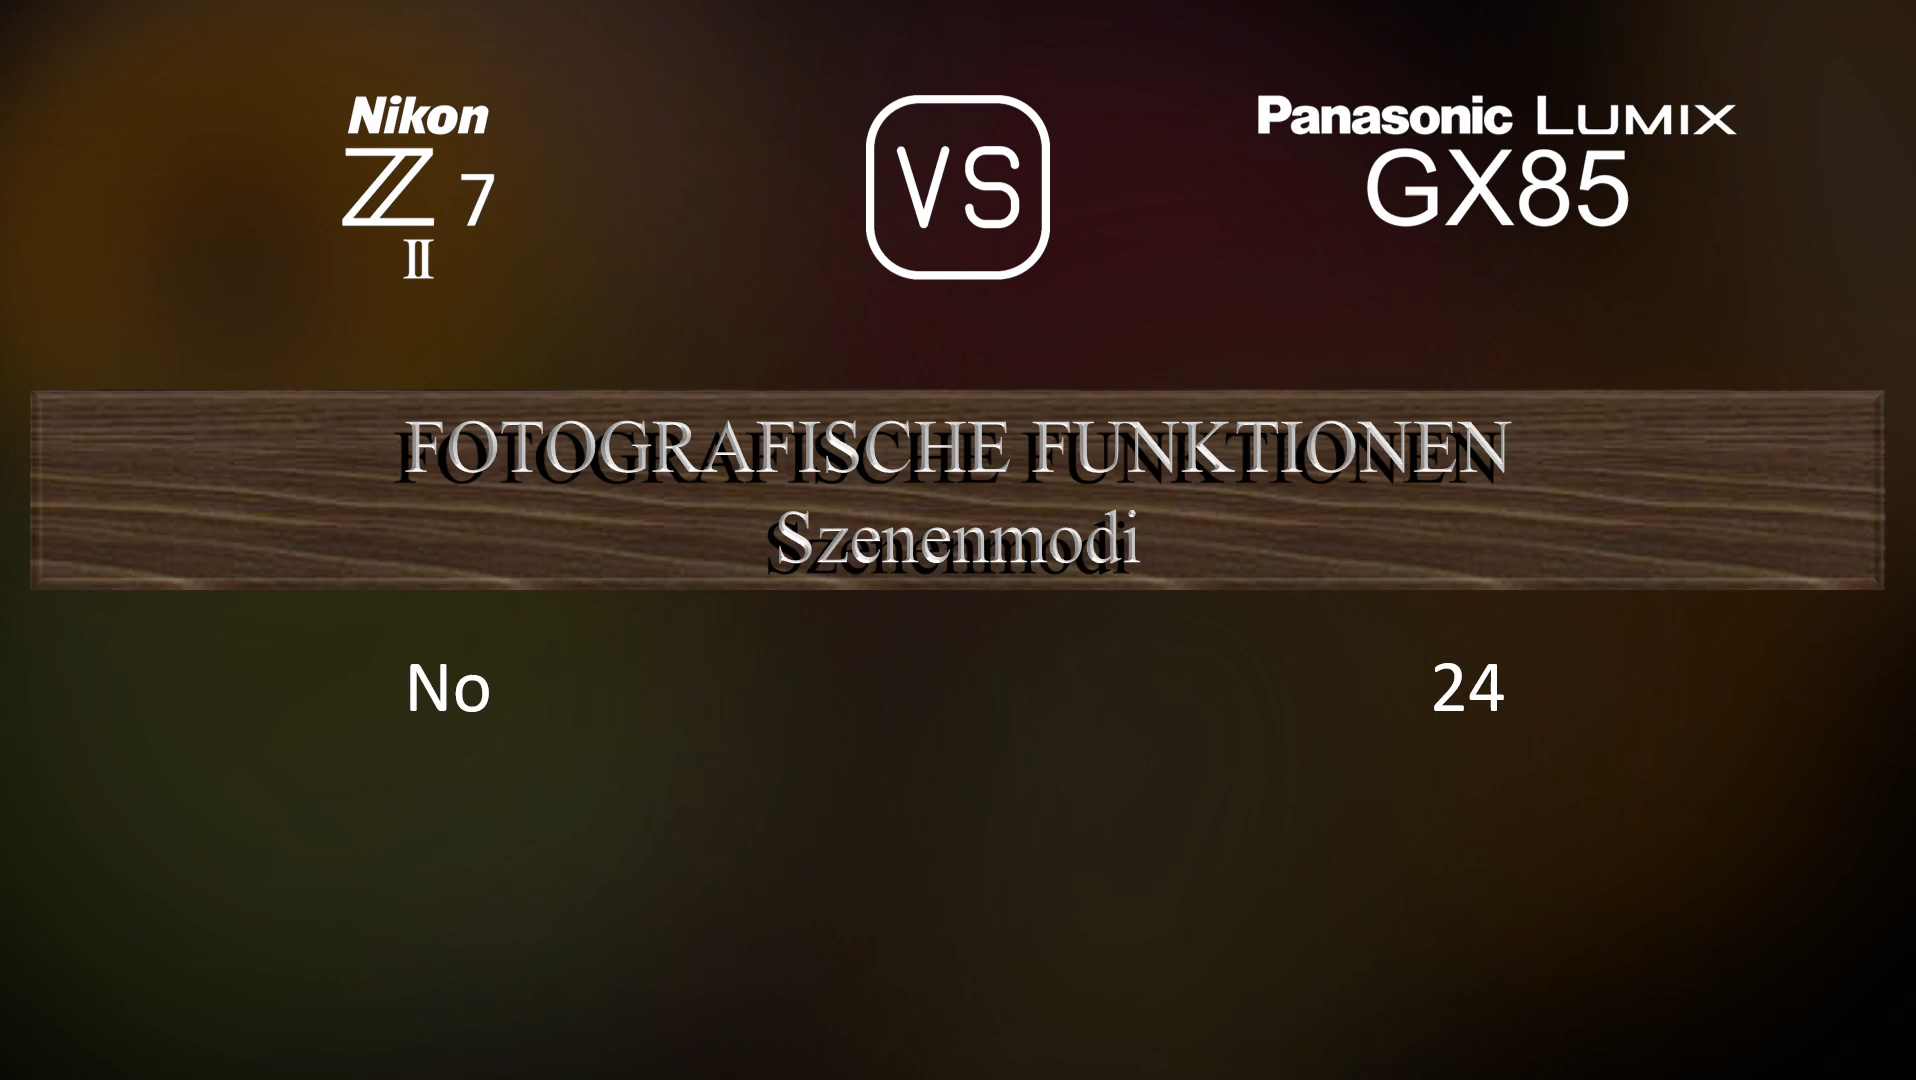 Nikon
Z 7
II
VS
Panasonic LUMIX
GX85
FOTOGRAFISCHE FUNKTIONEN
Szenenmodi
No
24